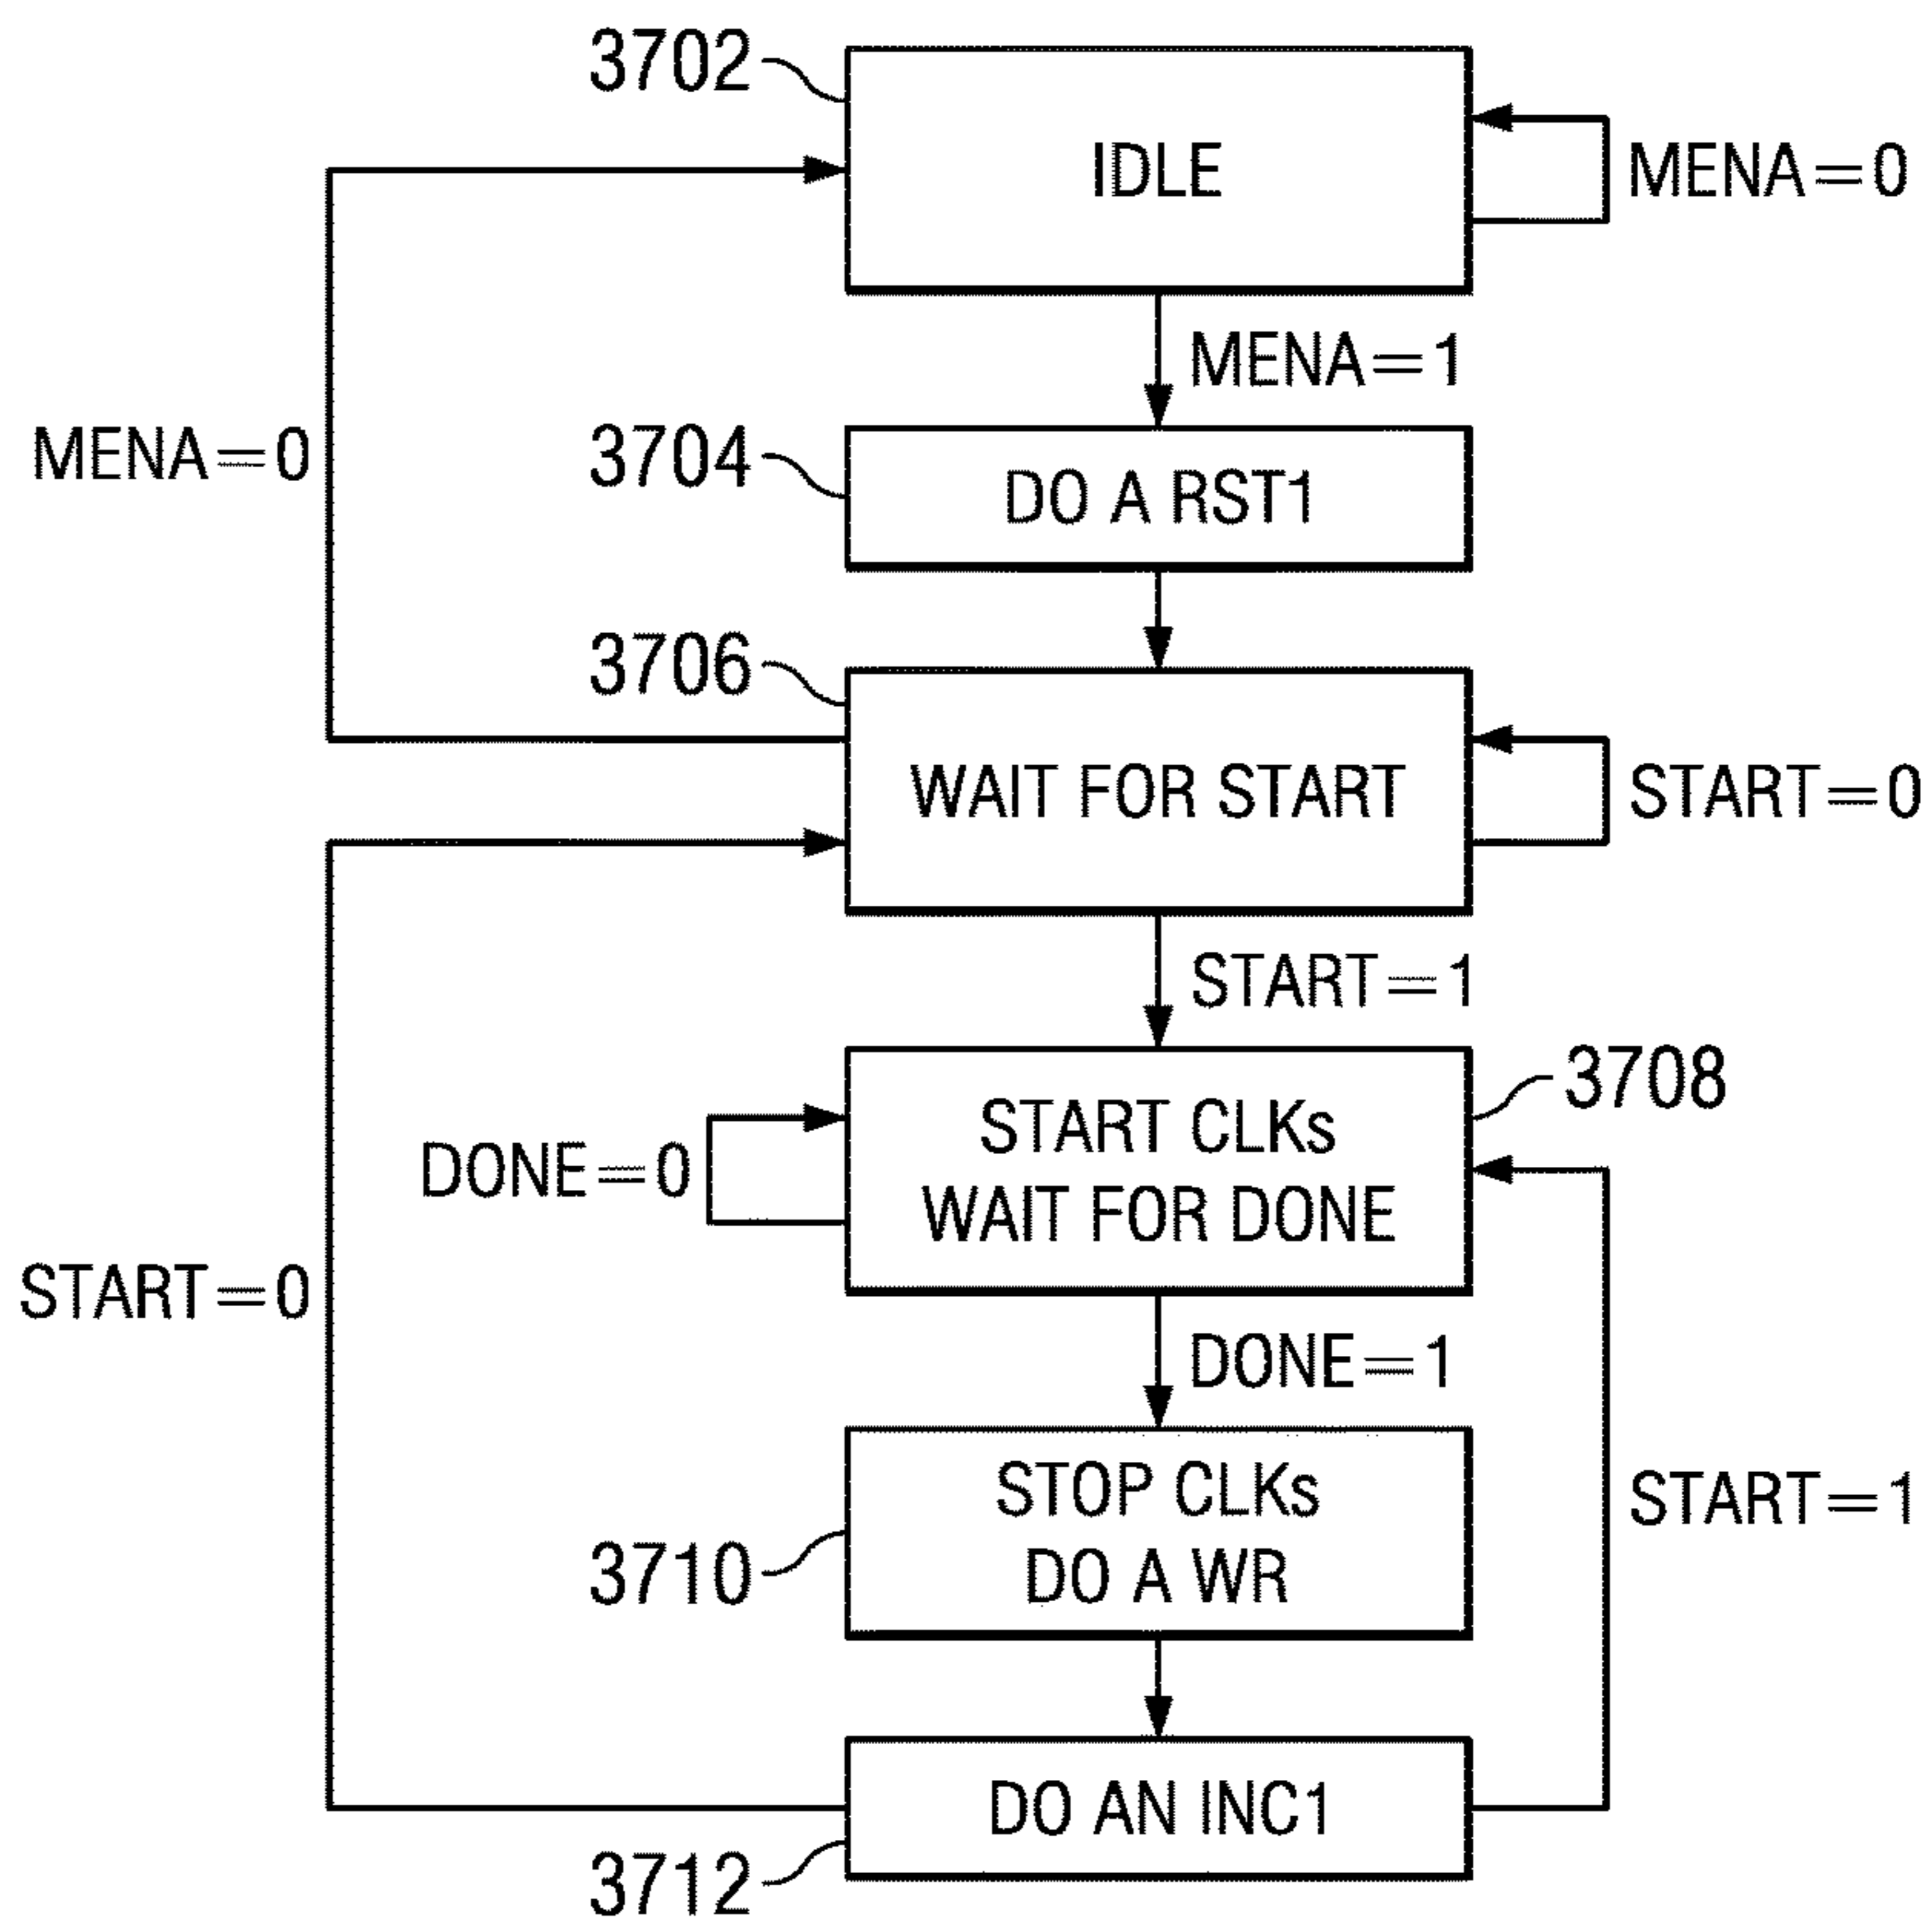 3702
IDLE
MENA=0
MENA=1
MENA=0
3704
DO A RST1
3706
WAIT FOR START
START=0
START=1
3708
START CLKs
WAIT FOR DONE
DONE=0
START=0
DONE=1
STOP CLKs
DO A WR
START=1
3710
DO AN INC1
3712